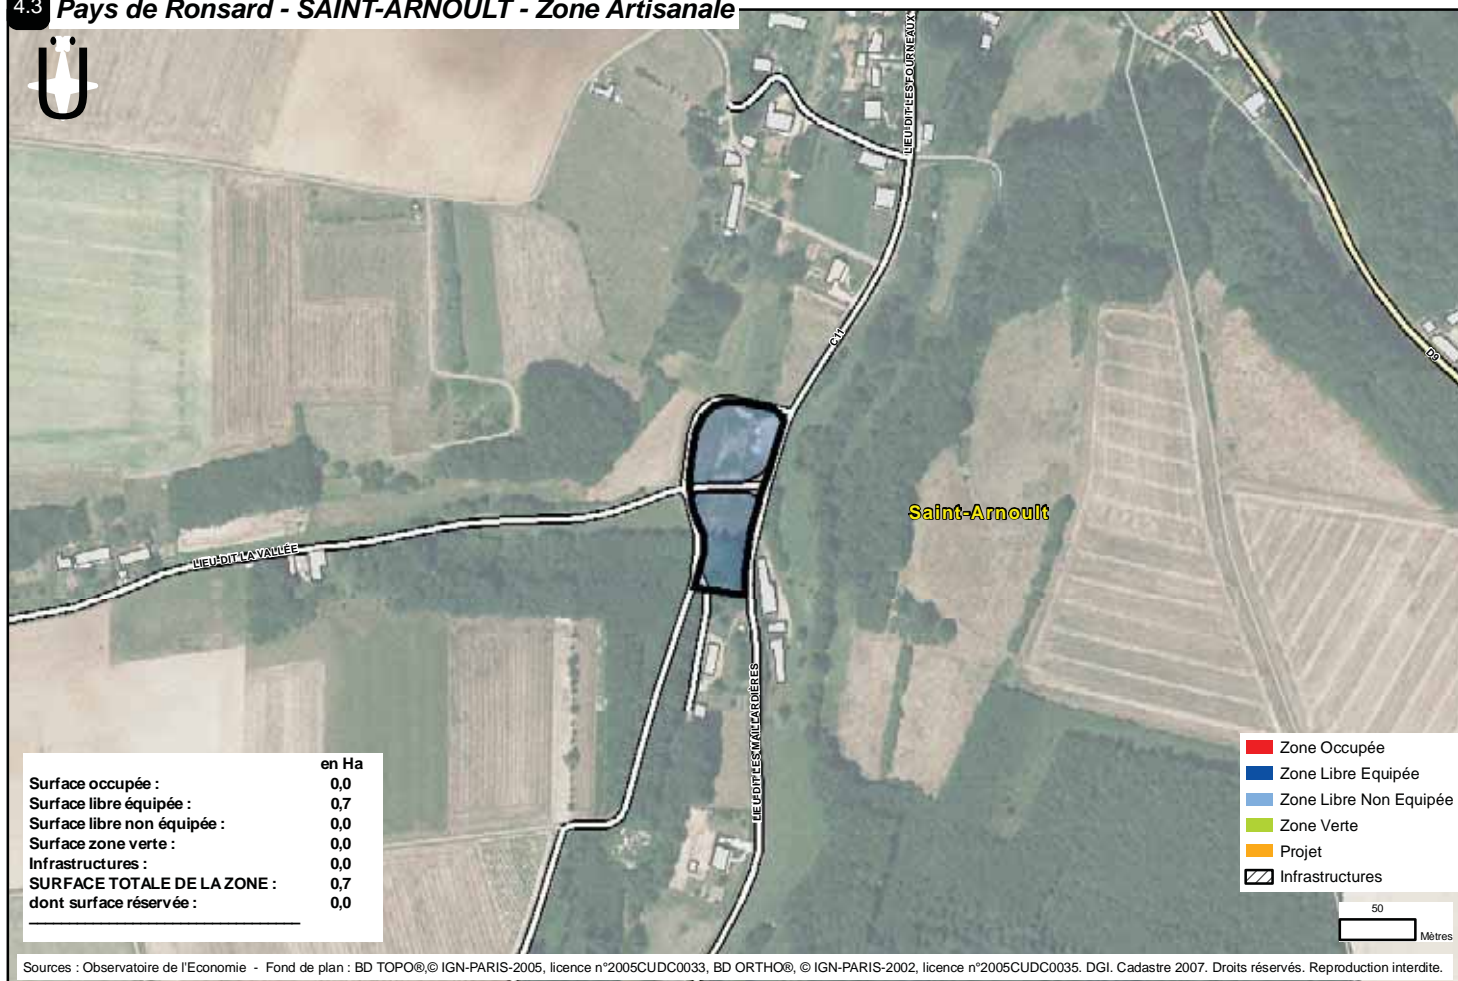 4.3 Pays de Ronsard - SAINT-ARNOULT - Zone Artisanale
Ü
LIEU-DIT LES FOURNEAUX
C11
D9
Saint-Arnoult
LIEU-DIT LA VALLÉE
LIEU-DIT LES MAILLARDIÈRES
en Ha
Surface occupée : 0,0
Surface libre équipée : 0,7
Surface libre non équipée : 0,0
Surface zone verte : 0,0
Infrastructures : 0,0
SURFACE TOTALE DE LA ZONE : 0,7
dont surface réservée : 0,0
Zone Occupée
Zone Libre Equipée
Zone Libre Non Equipée
Zone Verte
Projet
Infrastructures
50
Mètres
Sources : Observatoire de l'Economie - Fond de plan : BD TOPO®,© IGN-PARIS-2005, licence n°2005CUDC0033, BD ORTHO®, © IGN-PARIS-2002, licence n°2005CUDC0035. DGI. Cadastre 2007. Droits réservés. Reproduction interdite.